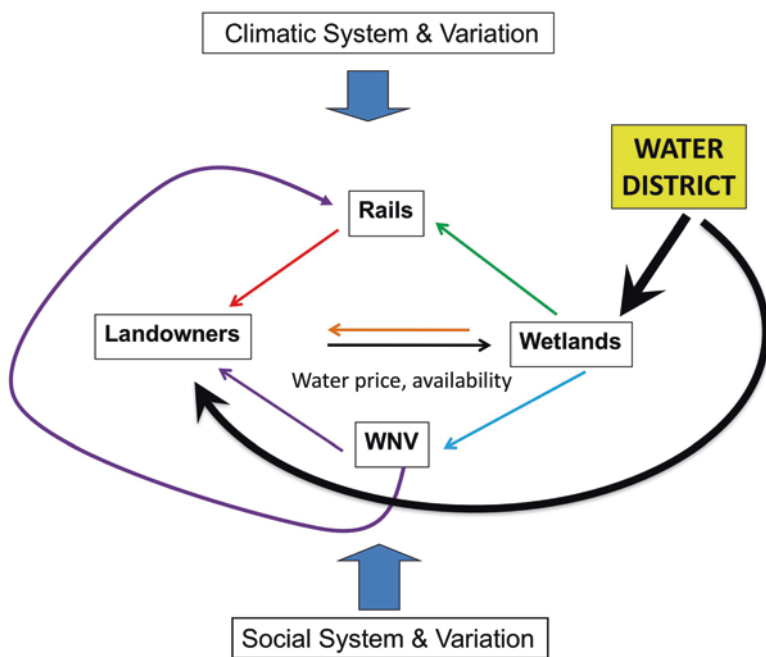 Climatic System & Variation
WATER
DISTRICT
Rails
Landowners
Wetlands
Water price, availability
WNV
Social System & Variation